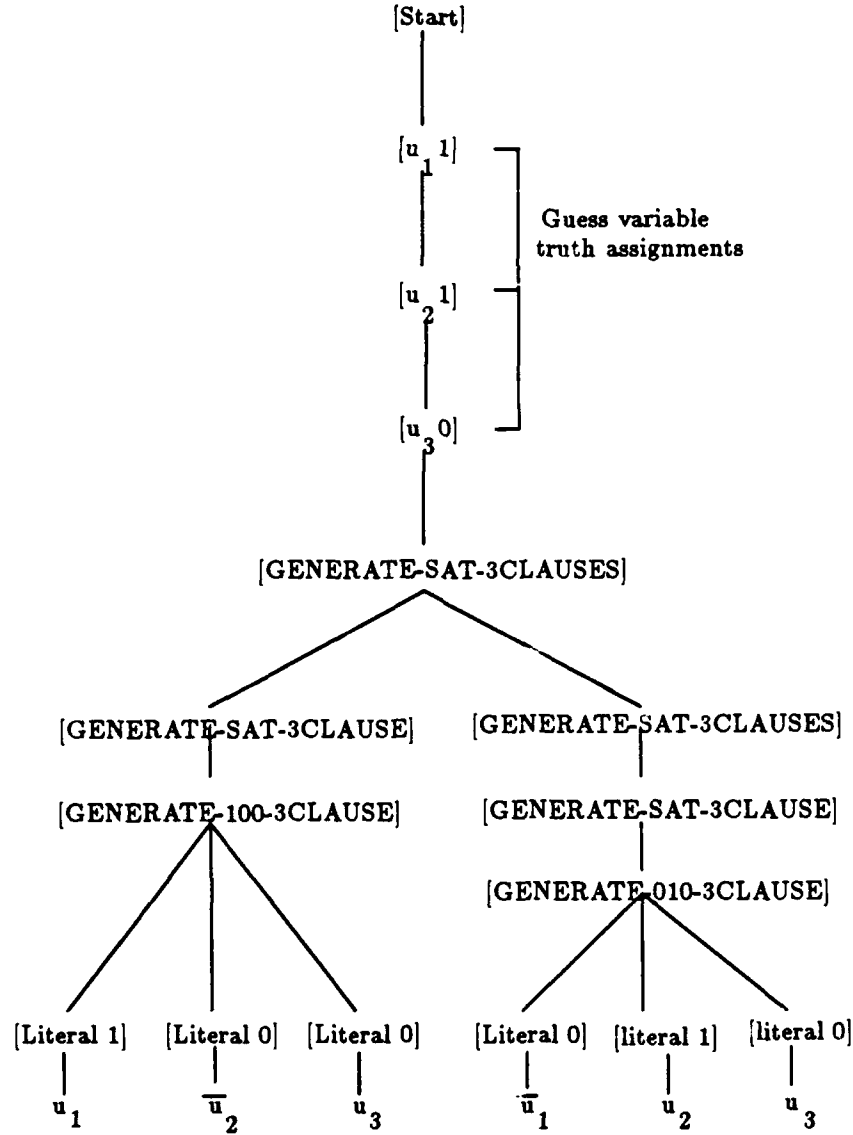 [Start]
[u₁ 1]
Guess variable
truth assignments
[u₂ 1]
[u₃ 0]
[GENERATE-SAT-3CLAUSES]
[GENERATE-SAT-3CLAUSE] [GENERATE-SAT-3CLAUSES]
[GENERATE-100-3CLAUSE] [GENERATE-SAT-3CLAUSE]
[GENERATE-010-3CLAUSE]
[Literal 1] [Literal 0] [Literal 0] [Literal 0] [literal 1] [literal 0]
u₁ u̅₂ u₃ u̅₁ u₂ u₃